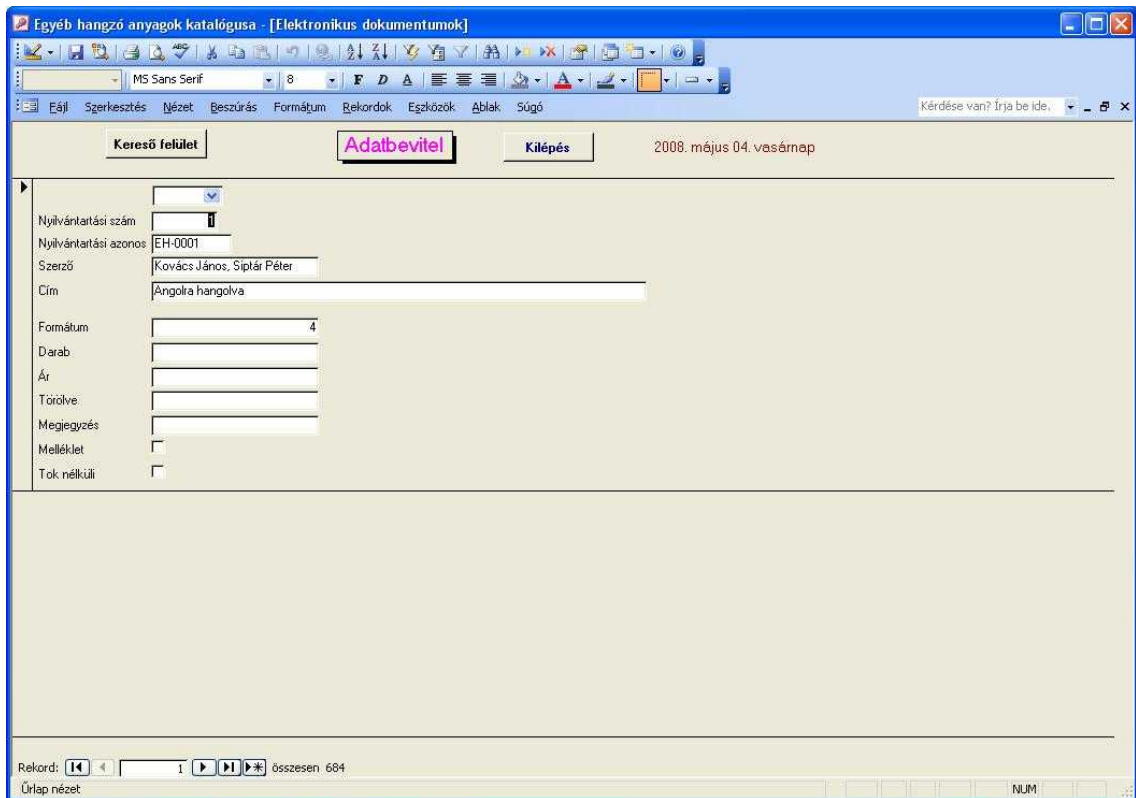 Egyéb hangzó anyagok katalógusa - [Elektronikus dokumentumok]
MS Sans Serif 8 F D A
Fájl Szerkesztés Nézet Beszúrás Formátum Rekordok Eszközök Ablak Súgó Kérdése van? Írja be ide.
Kereső felület Adatbevitel Kilépés 2008. május 04. vasárnap
Nyilvántartási szám 1
Nyilvántartási azonos EH-0001
Szerző Kovács János, Siptár Péter
Cím Angolra hangolva
Formátum 4
Darab
Ár
Törölve
Megjegyzés
Melléklet
Tok nélküli
Rekord: 1 összesen 684
Űrlap nézet NUM